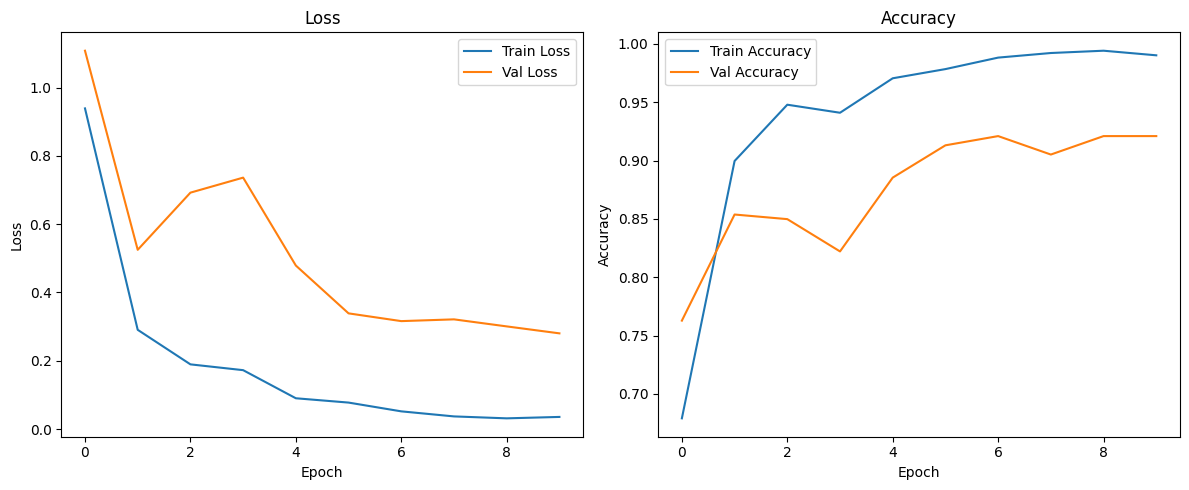 Loss
1.0
0.8
0.6
0.4
0.2
0.0
Loss
Train Loss
Val Loss
0 2 4 6 8
Epoch
Accuracy
1.00
0.95
0.90
0.85
0.80
0.75
0.70
Accuracy
Train Accuracy
Val Accuracy
0 2 4 6 8
Epoch